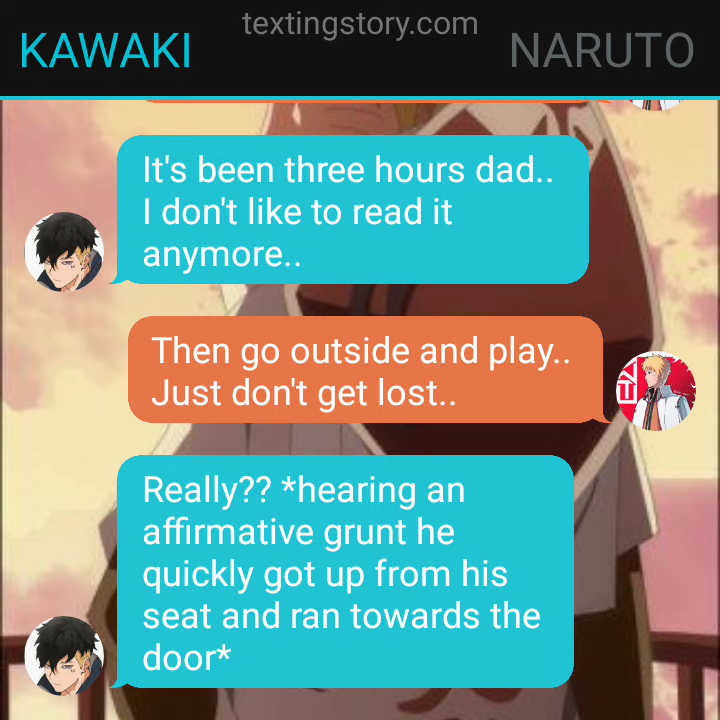 textingstory.com
KAWAKI
NARUTO
It's been three hours dad..
I don't like to read it
anymore..
Then go outside and play..
Just don't get lost..
Really?? *hearing an
affirmative grunt he
quickly got up from his
seat and ran towards the
door*